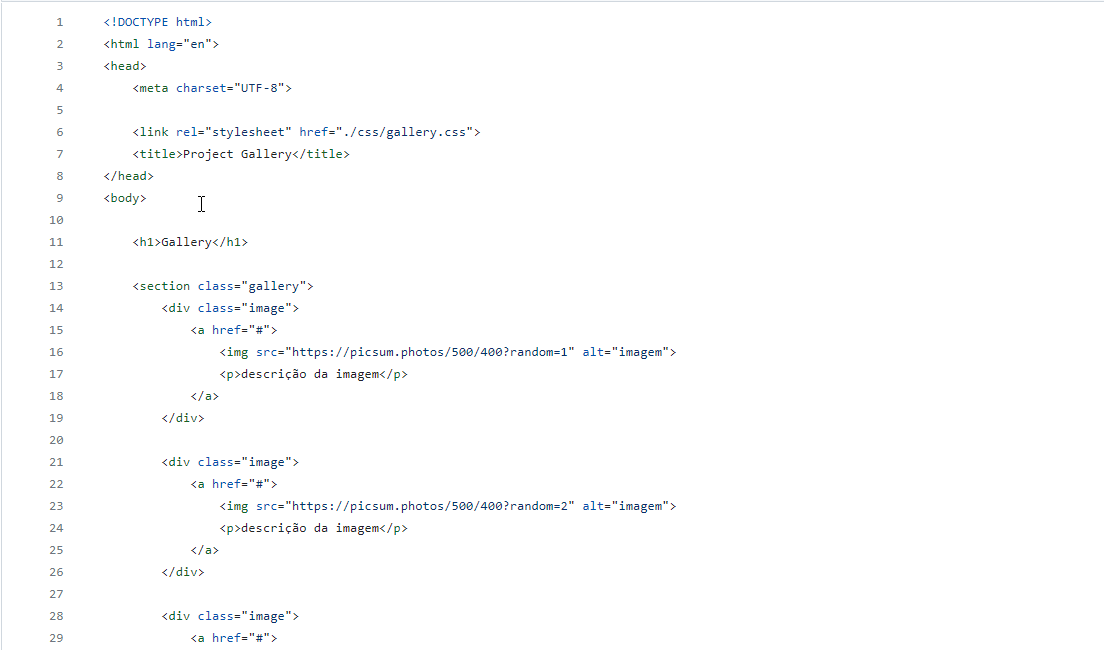 1 <!DOCTYPE html>
2 <html lang="en">
3 <head>
4 <meta charset="UTF-8">
5
6 <link rel="stylesheet" href="./css/gallery.css">
7 <title>Project Gallery</title>
8 </head>
9 <body>
10
11 <h1>Gallery</h1>
12
13 <section class="gallery">
14 <div class="image">
15 <a href="#">
16 <img src="https://picsum.photos/500/400?random=1" alt="imagem">
17 <p>descrição da imagem</p>
18 </a>
19 </div>
20
21 <div class="image">
22 <a href="#">
23 <img src="https://picsum.photos/500/400?random=2" alt="imagem">
24 <p>descrição da imagem</p>
25 </a>
26 </div>
27
28 <div class="image">
29 <a href="#">